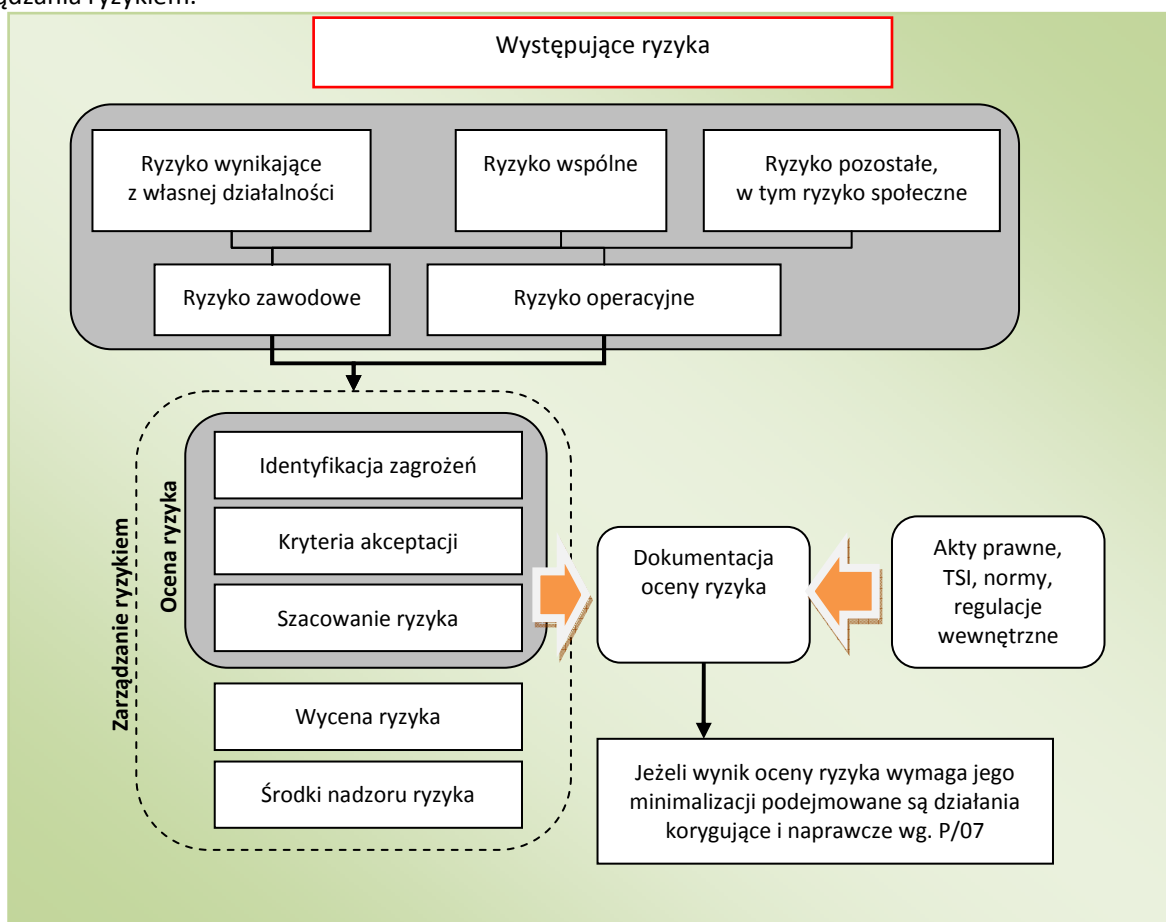 ądzania ryzykiem.
Występujące ryzyka
Ryzyko wynikające
z własnej działalności
Ryzyko wspólne
Ryzyko pozostałe,
w tym ryzyko społeczne
Ryzyko zawodowe
Ryzyko operacyjne
Zarządzanie ryzykiem
Ocena ryzyka
Identyfikacja zagrożeń
Kryteria akceptacji
Szacowanie ryzyka
Wycena ryzyka
Środki nadzoru ryzyka
Dokumentacja
oceny ryzyka
Akty prawne,
TSI, normy,
regulacje
wewnętrzne
Jeżeli wynik oceny ryzyka wymaga jego
minimalizacji podejmowane są działania
korygujące i naprawcze wg. P/07